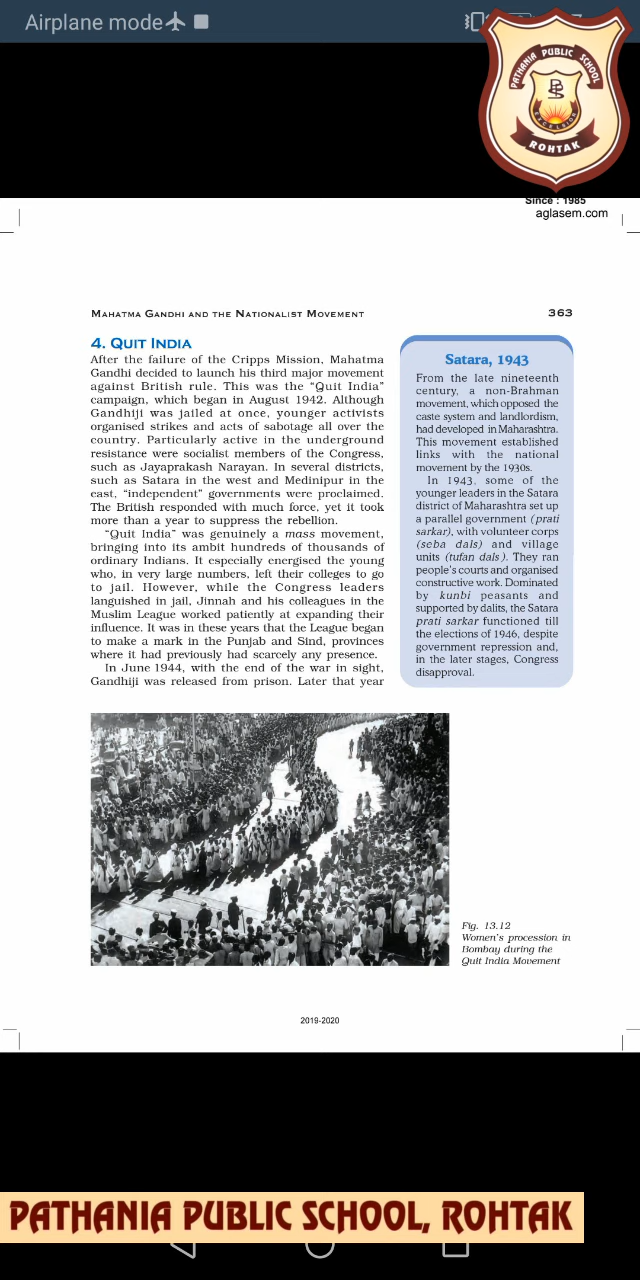 Airplane mode
PATHANIA PUBLIC SCHOOL
EXCELSIOR
ROHTAK
Since : 1985
aglasem.com
MAHATMA GANDHI AND THE NATIONALIST MOVEMENT
363
4. QUIT INDIA
After the failure of the Cripps Mission, Mahatma
Gandhi decided to launch his third major movement
against British rule. This was the “Quit India”
campaign, which began in August 1942. Although
Gandhiji was jailed at once, younger activists
organised strikes and acts of sabotage all over the
country. Particularly active in the underground
resistance were socialist members of the Congress,
such as Jayaprakash Narayan. In several districts,
such as Satara in the west and Medinipur in the
east, “independent” governments were proclaimed.
The British responded with much force, yet it took
more than a year to suppress the rebellion.
“Quit India” was genuinely a mass movement,
bringing into its ambit hundreds of thousands of
ordinary Indians. It especially energised the young
who, in very large numbers, left their colleges to go
to jail. However, while the Congress leaders
languished in jail, Jinnah and his colleagues in the
Muslim League worked patiently at expanding their
influence. It was in these years that the League began
to make a mark in the Punjab and Sind, provinces
where it had previously had scarcely any presence.
In June 1944, with the end of the war in sight,
Gandhiji was released from prison. Later that year
Satara, 1943
From the late nineteenth
century, a non-Brahman
movement, which opposed the
caste system and landlordism,
had developed in Maharashtra.
This movement established
links with the national
movement by the 1930s.
In 1943, some of the
younger leaders in the Satara
district of Maharashtra set up
a parallel government (prati
sarkar), with volunteer corps
(seba dals) and village
units (tufan dals). They ran
people’s courts and organised
constructive work. Dominated
by kunbi peasants and
supported by dalits, the Satara
prati sarkar functioned till
the elections of 1946, despite
government repression and,
in the later stages, Congress
disapproval.
Fig. 13.12
Women’s procession in
Bombay during the
Quit India Movement
2019-2020
PATHANIA PUBLIC SCHOOL, ROHTAK